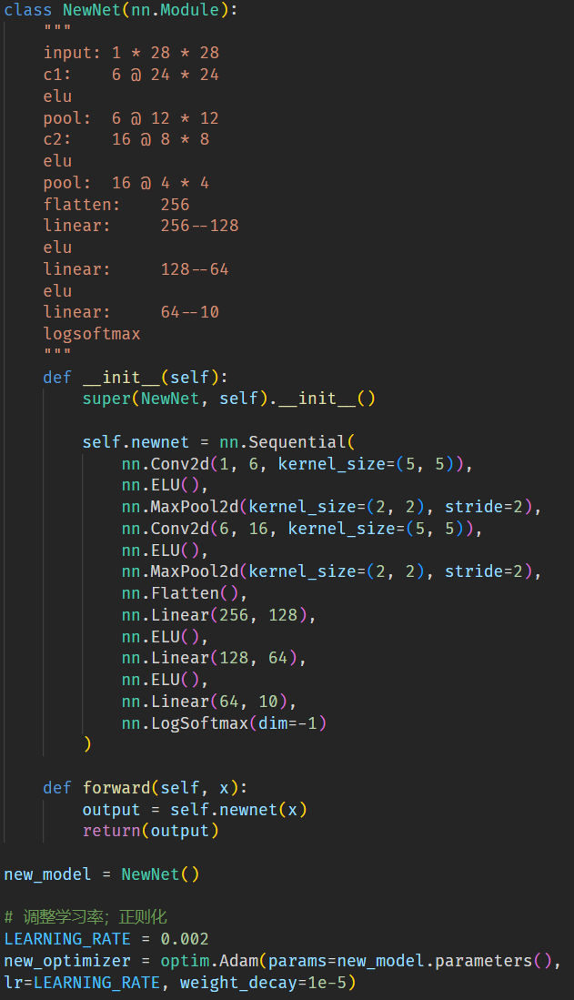 class NewNet(nn.Module):
    """
    input: 1 * 28 * 28
    c1:    6 @ 24 * 24
    elu
    pool:  6 @ 12 * 12
    c2:    16 @ 8 * 8
    elu
    pool:  16 @ 4 * 4
    flatten:    256
    linear:     256--128
    elu
    linear:     128--64
    elu
    linear:     64--10
    logsoftmax
    """
    def __init__(self):
        super(NewNet, self).__init__()

        self.newnet = nn.Sequential(
            nn.Conv2d(1, 6, kernel_size=(5, 5)),
            nn.ELU(),
            nn.MaxPool2d(kernel_size=(2, 2), stride=2),
            nn.Conv2d(6, 16, kernel_size=(5, 5)),
            nn.ELU(),
            nn.MaxPool2d(kernel_size=(2, 2), stride=2),
            nn.Flatten(),
            nn.Linear(256, 128),
            nn.ELU(),
            nn.Linear(128, 64),
            nn.ELU(),
            nn.Linear(64, 10),
            nn.LogSoftmax(dim=-1)
        )

    def forward(self, x):
        output = self.newnet(x)
        return(output)

new_model = NewNet()

# 调整学习率；正则化
LEARNING_RATE = 0.002
new_optimizer = optim.Adam(params=new_model.parameters(),
lr=LEARNING_RATE, weight_decay=1e-5)